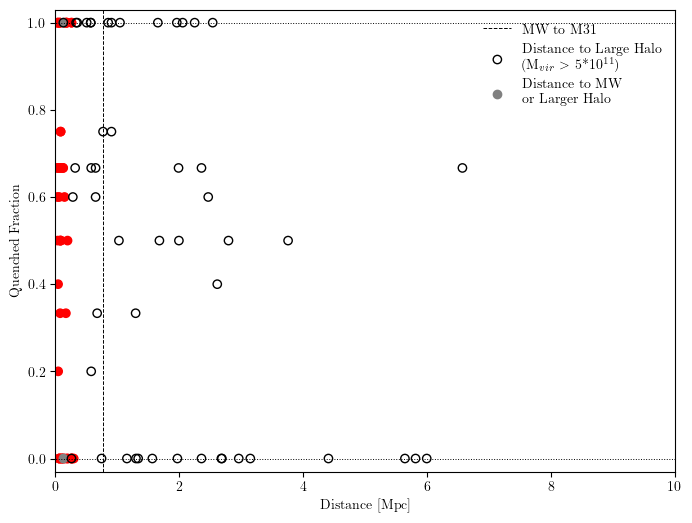 1.0
0.8
0.6
0.4
0.2
0.0
Quenched Fraction
0
2
4
6
8
10
Distance [Mpc]
MW to M31
Distance to Large Halo
(M_{vir} > 5*10^{11})
Distance to MW
or Larger Halo